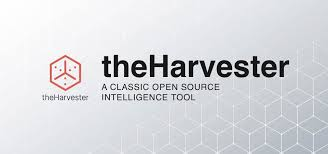 theHarvester
A CLASSIC OPEN SOURCE
INTELLIGENCE TOOL
theHarvester